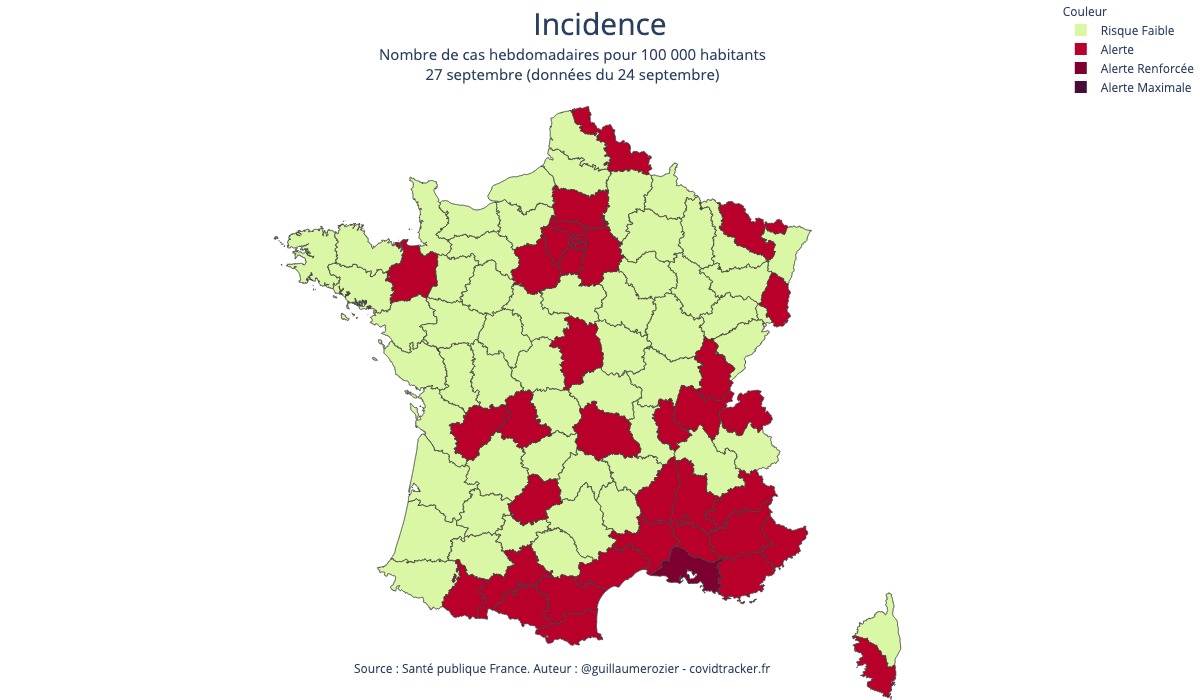 Incidence
Nombre de cas hebdomadaires pour 100 000 habitants
27 septembre (données du 24 septembre)
Couleur
Risque Faible
Alerte
Alerte Renforcée
Alerte Maximale
Source : Santé publique France. Auteur : @guillaumerozier - covidtracker.fr